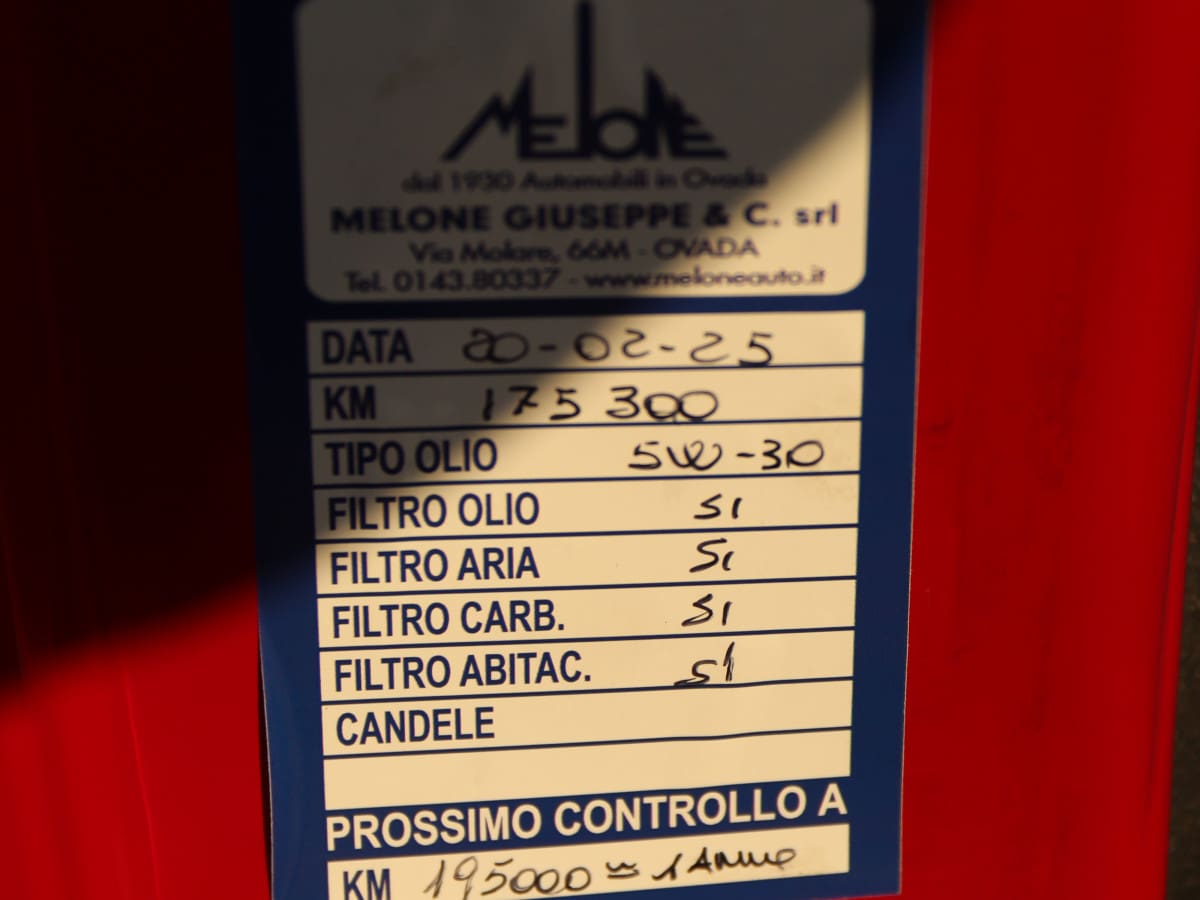 MELONE
dal 1930 Automobili in Ovada
MELONE GIUSEPPE & C. srl
Via Molare, 66M - OVADA
Tel. 0143.80337 - www.meloneauto.it
DATA 20-02-25
KM 175 300
TIPO OLIO 5W-30
FILTRO OLIO SI
FILTRO ARIA SI
FILTRO CARB. SI
FILTRO ABITAC. SI
CANDELE
PROSSIMO CONTROLLO A
KM 195000 ≃ 1 ANNO